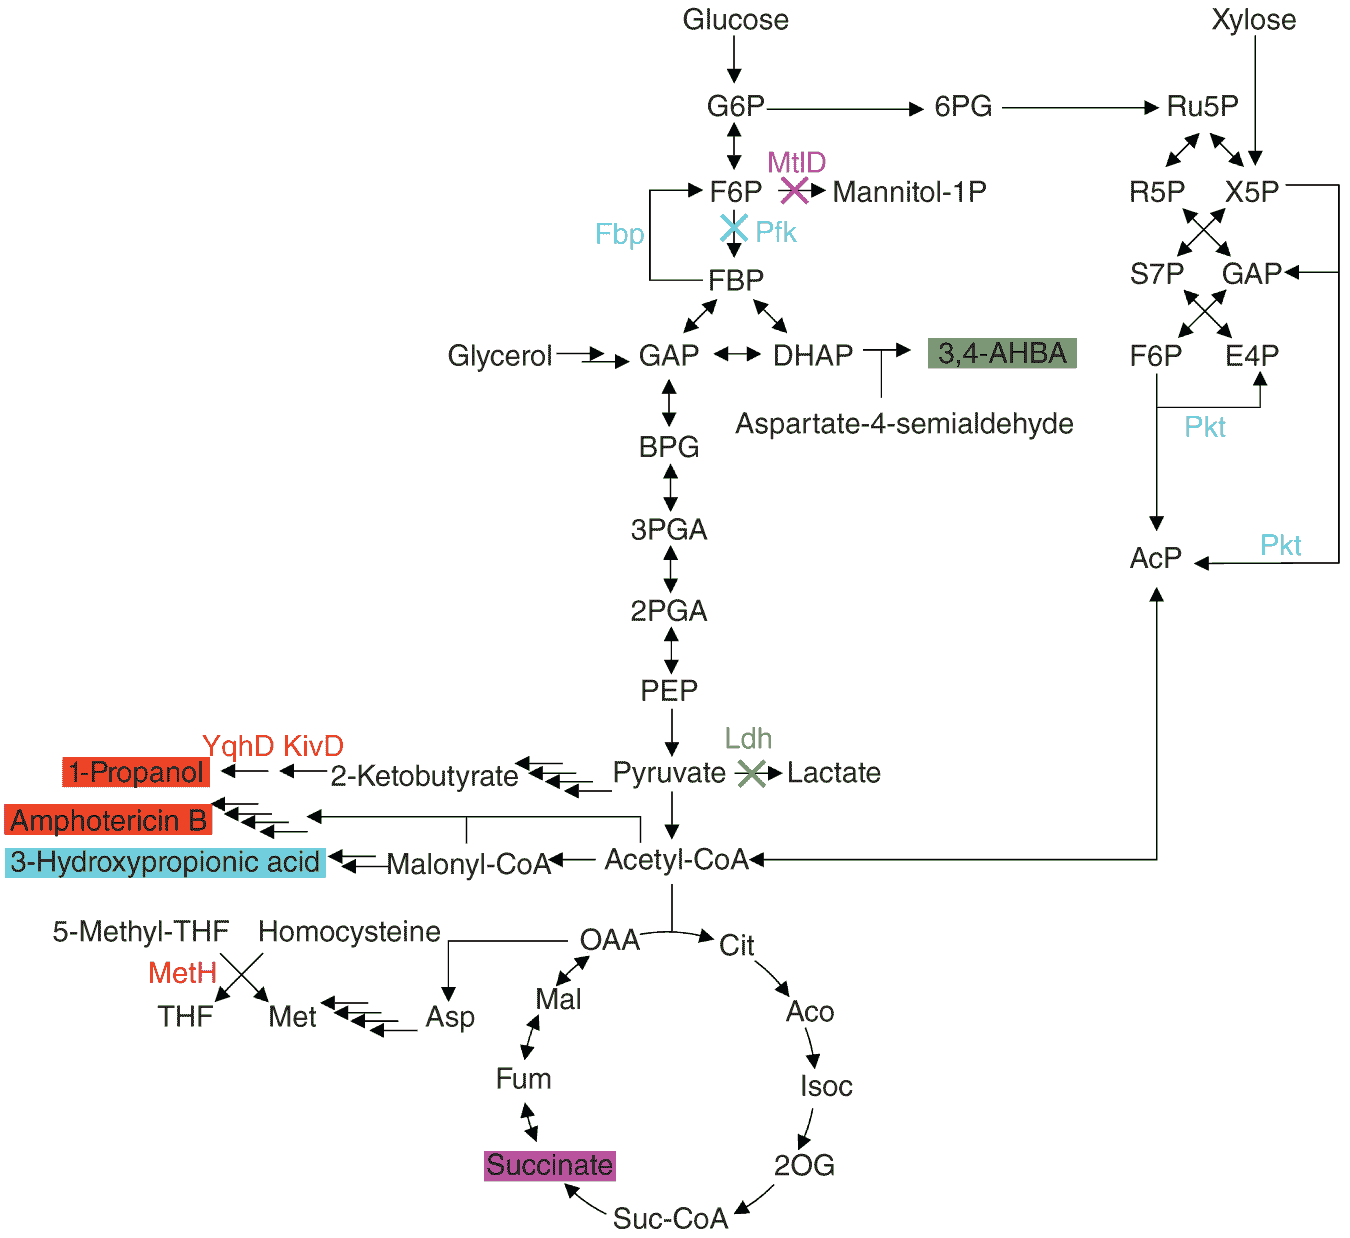 Glucose
Xylose
G6P
6PG
Ru5P
MtlD
F6P
Mannitol-1P
R5P
X5P
Fbp
Pfk
FBP
S7P
GAP
Glycerol
GAP
DHAP
3,4-AHBA
F6P
E4P
Aspartate-4-semialdehyde
Pkt
BPG
3PGA
AcP
Pkt
2PGA
PEP
YqhD KivD
Ldh
1-Propanol
2-Ketobutyrate
Pyruvate
Lactate
Amphotericin B
3-Hydroxypropionic acid
Malonyl-CoA
Acetyl-CoA
5-Methyl-THF
Homocysteine
OAA
Cit
MetH
Mal
THF
Met
Asp
Aco
Fum
Isoc
Succinate
2OG
Suc-CoA